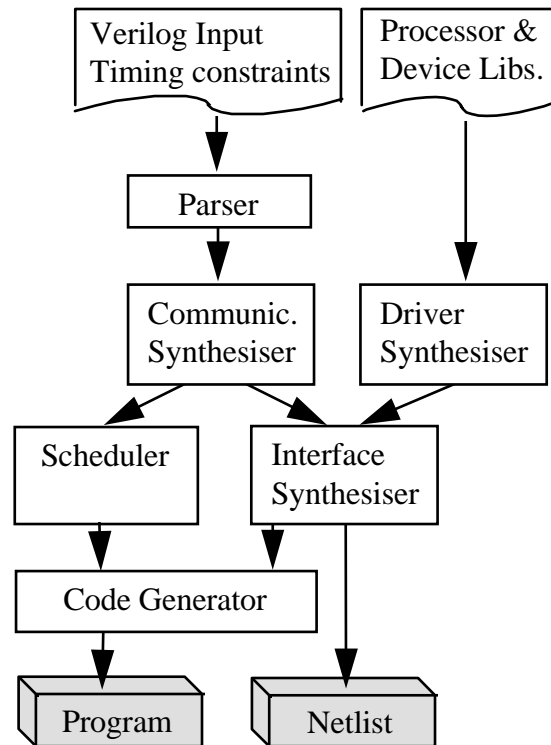 Verilog Input
Timing constraints
Processor &
Device Libs.
Parser
Communic.
Synthesiser
Driver
Synthesiser
Scheduler
Interface
Synthesiser
Code Generator
Program
Netlist